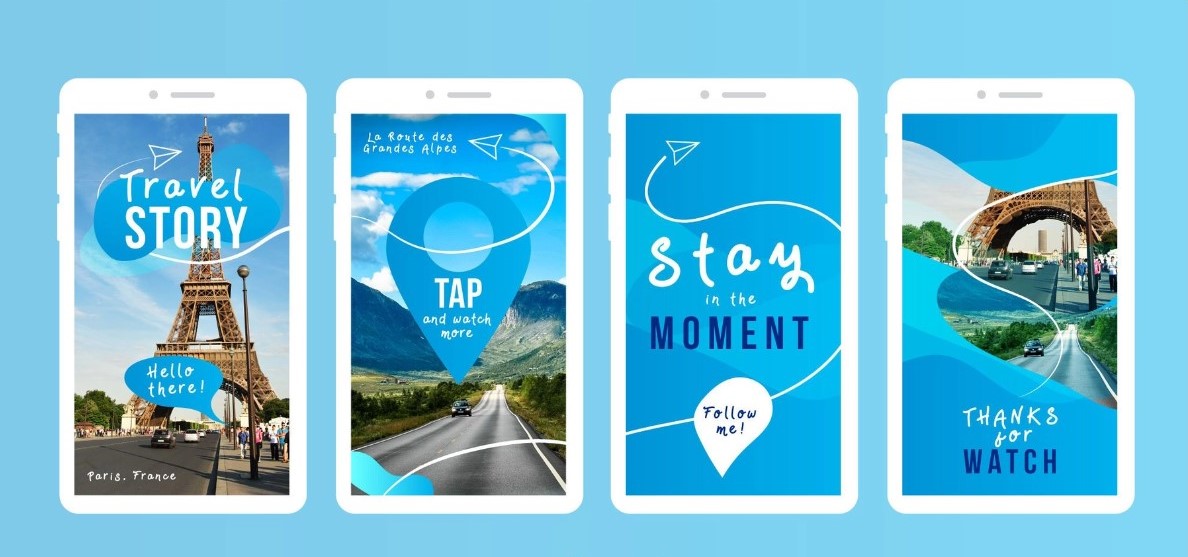 Travel
STORY
Hello
there!
Paris. France
La Route des
Grandes Alpes
TAP
and watch
more
Stay
in the
MOMENT
Follow
me!
THANKS
for
WATCH